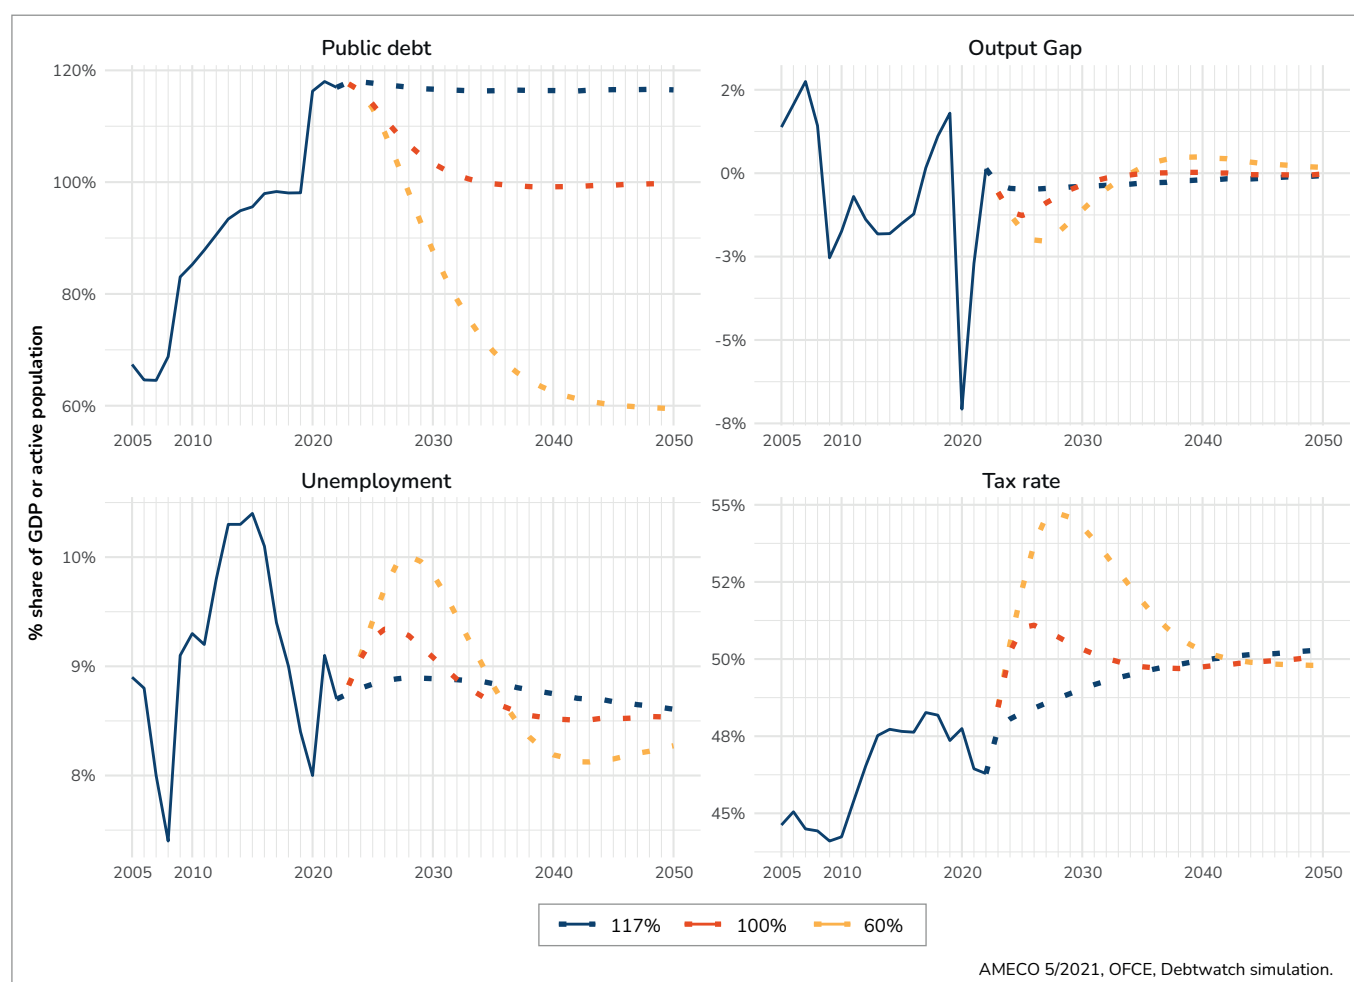 Public debt
120%
100%
80%
60%
2005 2010 2020 2030 2040 2050
Output Gap
2%
0%
-3%
-5%
-8%
2005 2010 2020 2030 2040 2050
% share of GDP or active population
Unemployment
10%
9%
8%
2005 2010 2020 2030 2040 2050
Tax rate
55%
52%
50%
48%
45%
2005 2010 2020 2030 2040 2050
117% 100% 60%
AMECO 5/2021, OFCE, Debtwatch simulation.